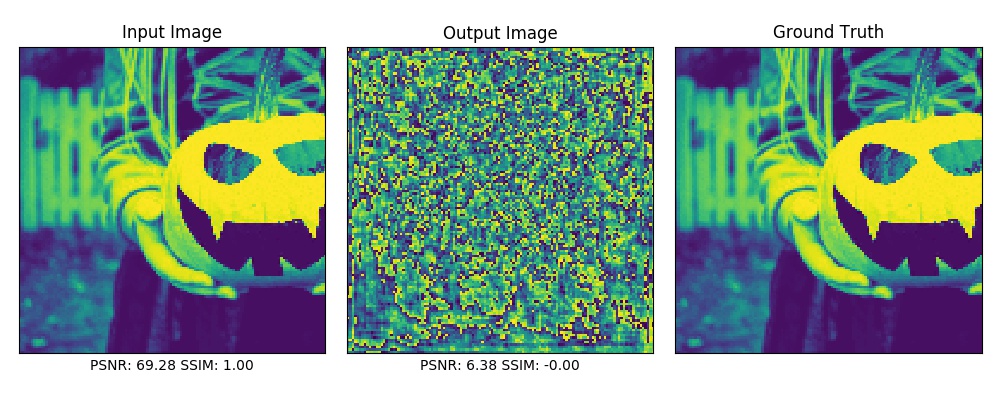 Input Image
Output Image
Ground Truth
PSNR: 69.28 SSIM: 1.00
PSNR: 6.38 SSIM: -0.00